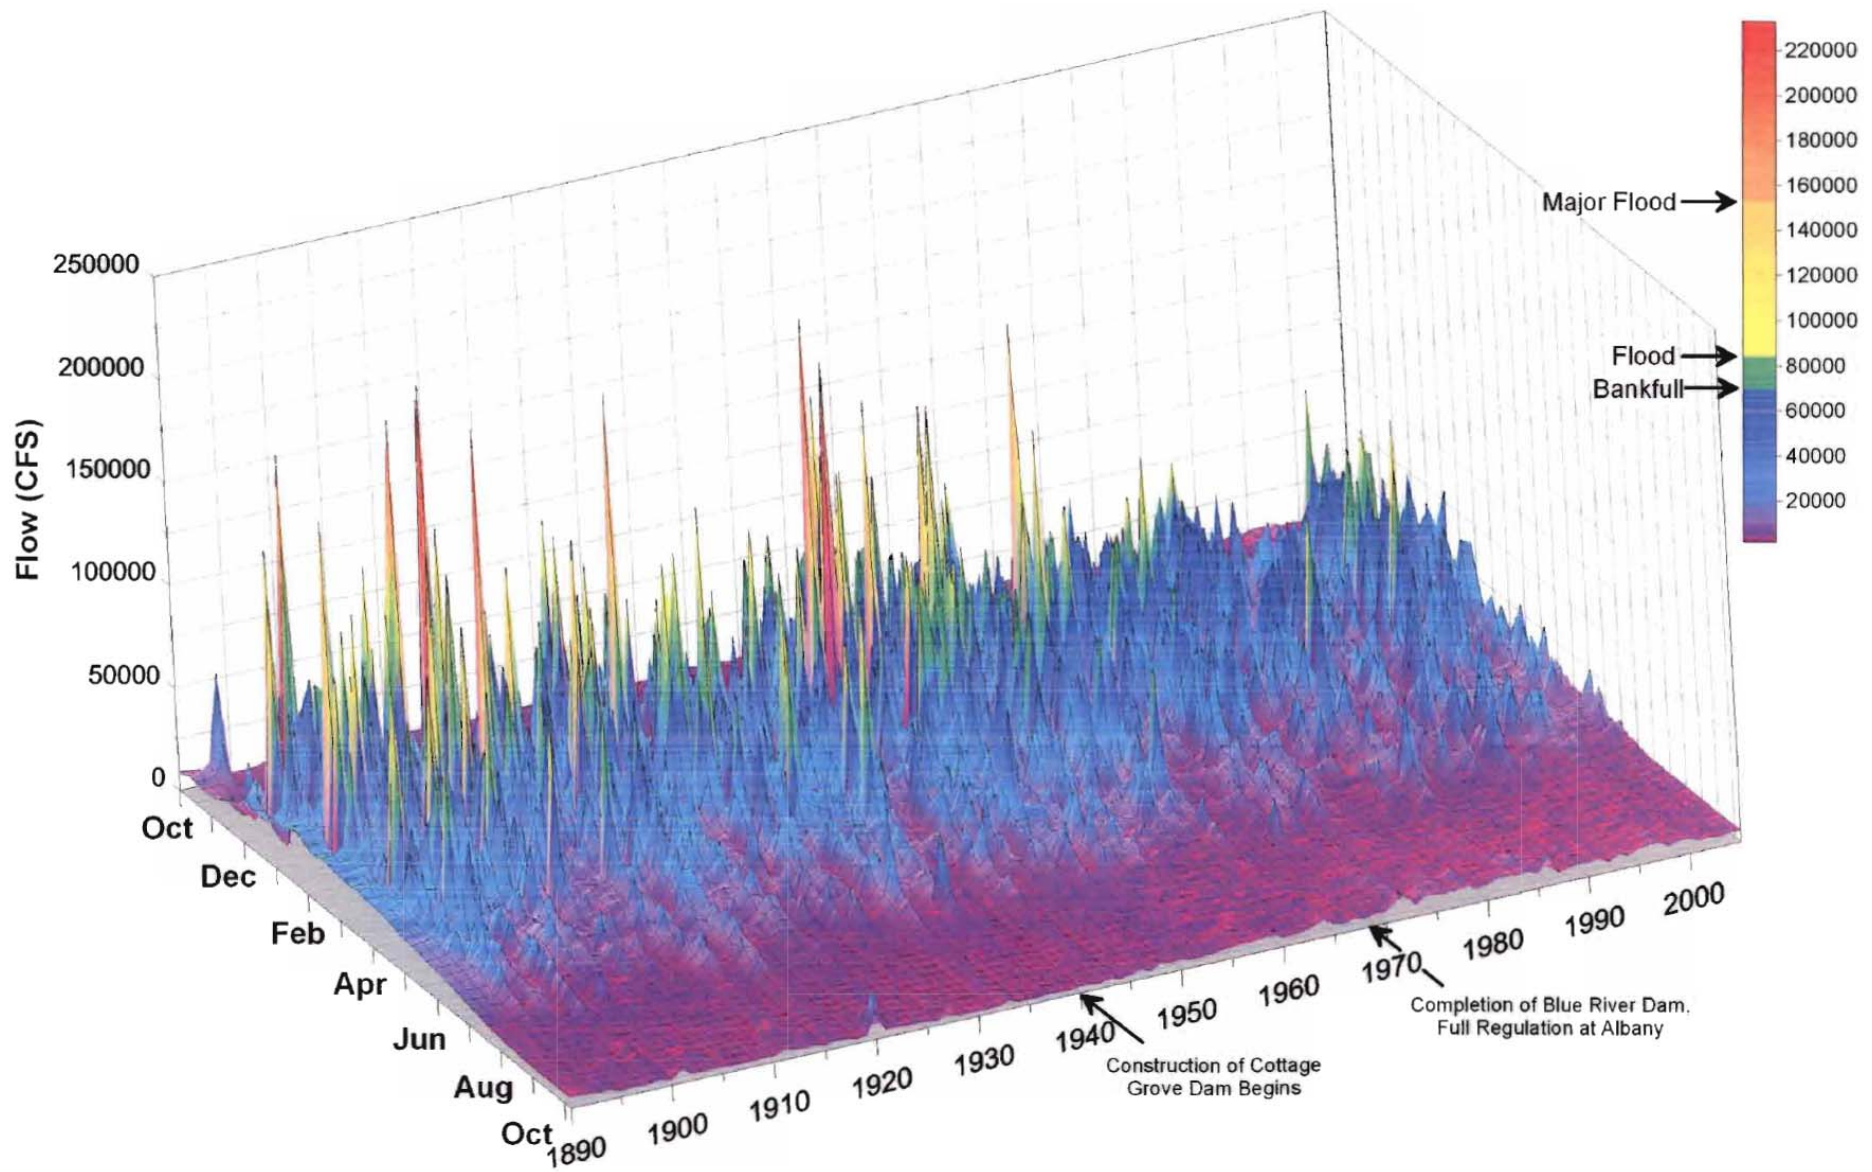 250000
200000
150000
100000
50000
0
Flow (CFS)
Oct
Dec
Feb
Apr
Jun
Aug
Oct
1890
1900
1910
1920
1930
1940
1950
1960
1970
1980
1990
2000
Construction of Cottage
Grove Dam Begins
Completion of Blue River Dam,
Full Regulation at Albany
Major Flood
Flood
Bankfull
220000
200000
180000
160000
140000
120000
100000
80000
60000
40000
20000